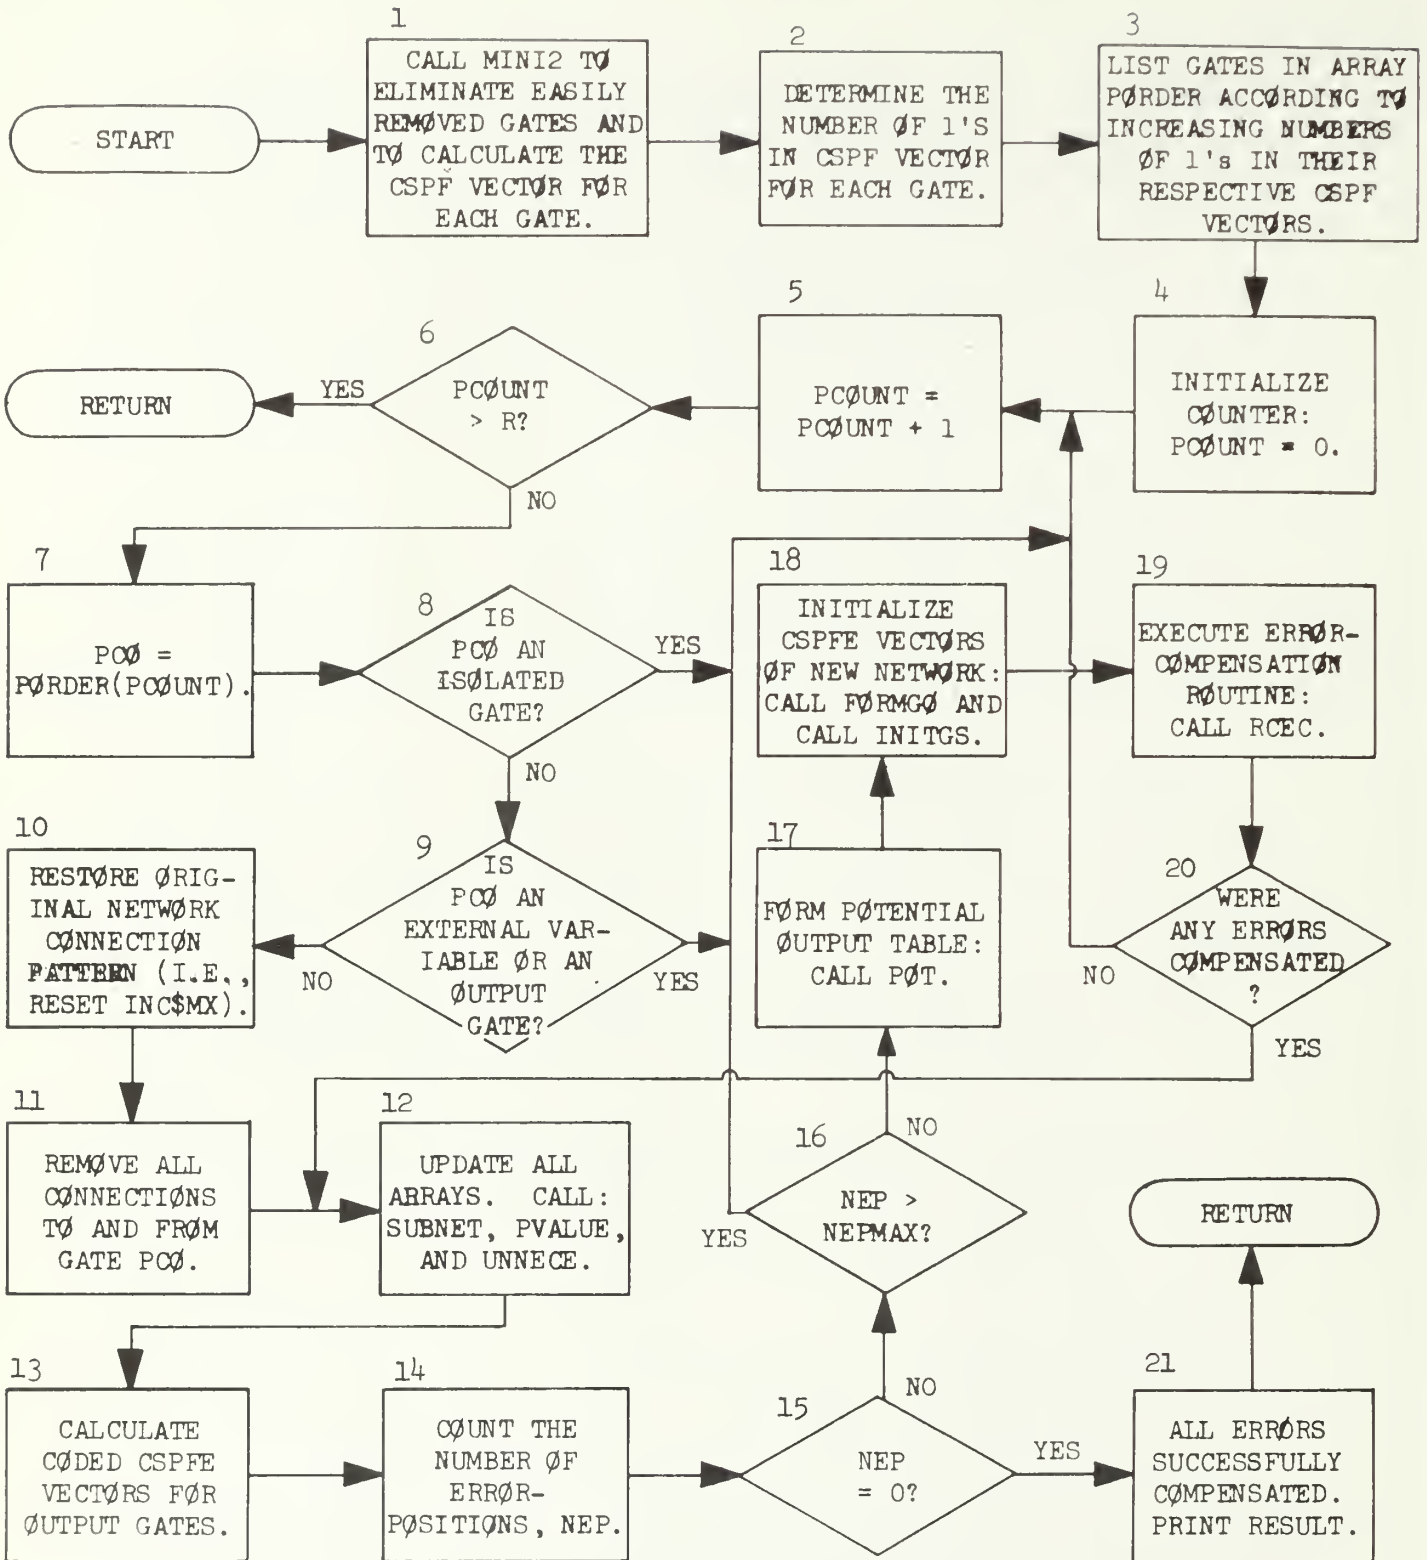 START
1
CALL MINI2 TØ
ELIMINATE EASILY
REMØVED GATES AND
TØ CALCULATE THE
CSPF VECTØR FØR
EACH GATE.
2
DETERMINE THE
NUMBER ØF 1'S
IN CSPF VECTØR
FØR EACH GATE.
3
LIST GATES IN ARRAY
PØRDER ACCØRDING TØ
INCREASING NUMBERS
ØF 1's IN THEIR
RESPECTIVE CSPF
VECTØRS.
4
INITIALIZE
CØUNTER:
PCØUNT = 0.
5
PCØUNT =
PCØUNT + 1
6
PCØUNT
> R?
YES
NO
RETURN
7
PCØ =
PØRDER(PCØUNT).
8
IS
PCØ AN
ISØLATED
GATE?
YES
NO
9
IS
PCØ AN
EXTERNAL VAR-
IABLE ØR AN
ØUTPUT
GATE?
NO
YES
10
RESTØRE ØRIG-
INAL NETWØRK
CØNNECTIØN
PATTERN (I.E.,
RESET INC$MX).
11
REMØVE ALL
CØNNECTIØNS
TØ AND FRØM
GATE PCØ.
12
UPDATE ALL
ARRAYS. CALL:
SUBNET, PVALUE,
AND UNNECE.
13
CALCULATE
CØDED CSPFE
VECTØRS FØR
ØUTPUT GATES.
14
CØUNT THE
NUMBER ØF
ERRØR-
PØSITIØNS, NEP.
15
NEP
= 0?
NO
YES
16
NEP >
NEPMAX?
YES
NO
17
FØRM PØTENTIAL
ØUTPUT TABLE:
CALL PØT.
18
INITIALIZE
CSPFE VECTØRS
ØF NEW NETWØRK:
CALL FØRMGØ AND
CALL INITGS.
19
EXECUTE ERRØR-
CØMPENSATIØN
RØUTINE:
CALL RCEC.
20
WERE
ANY ERRØRS
CØMPENSATED
?
NO
YES
21
ALL ERRØRS
SUCCESSFULLY
CØMPENSATED.
PRINT RESULT.
RETURN